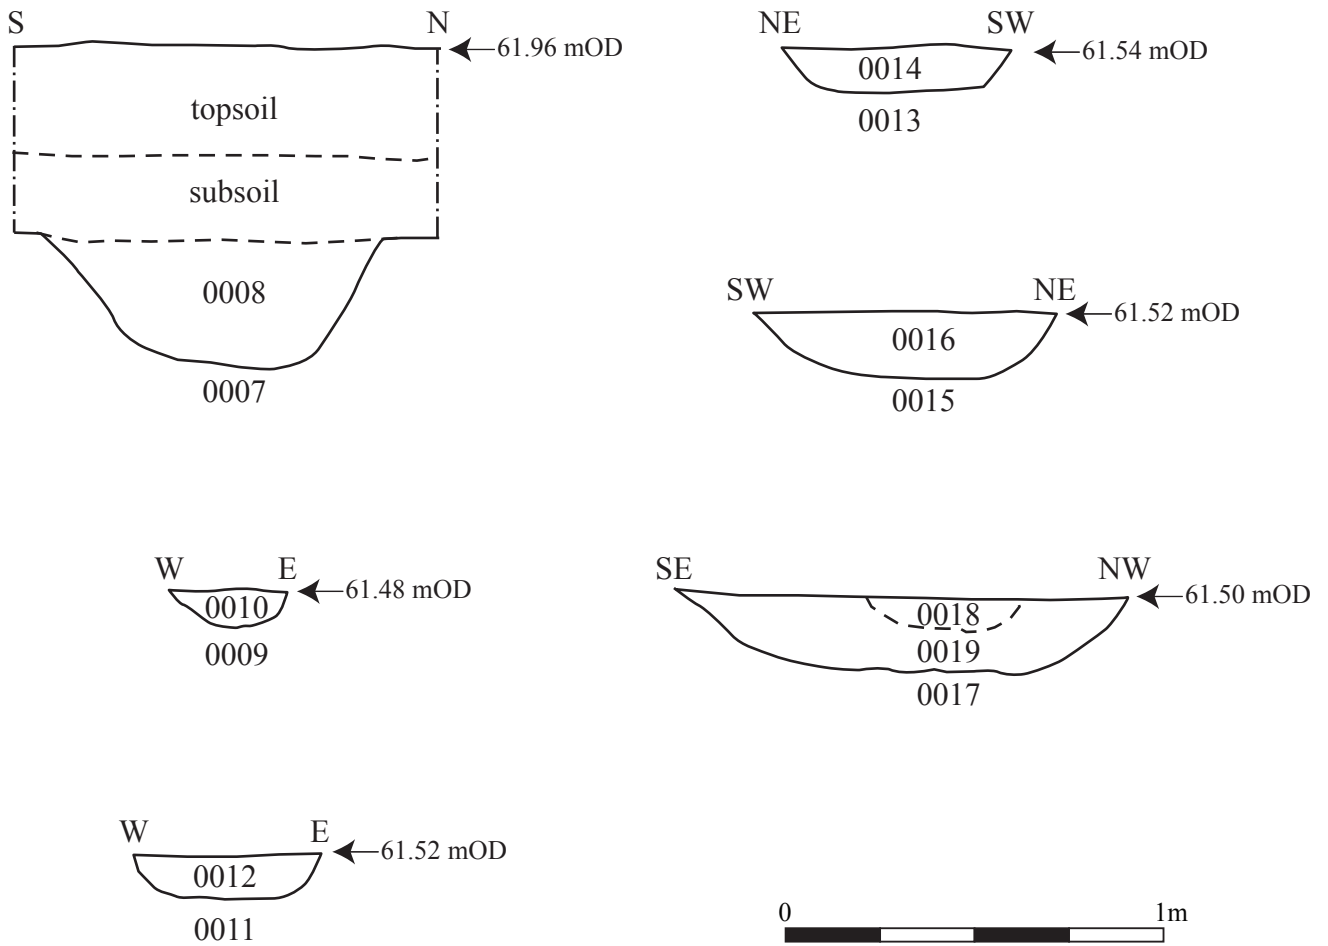 S N
61.96 mOD
topsoil
subsoil
0008
0007
NE SW
61.54 mOD
0014
0013
SW NE
61.52 mOD
0016
0015
W E
61.48 mOD
0010
0009
SE NW
61.50 mOD
0018
0019
0017
W E
61.52 mOD
0012
0011
0 1m